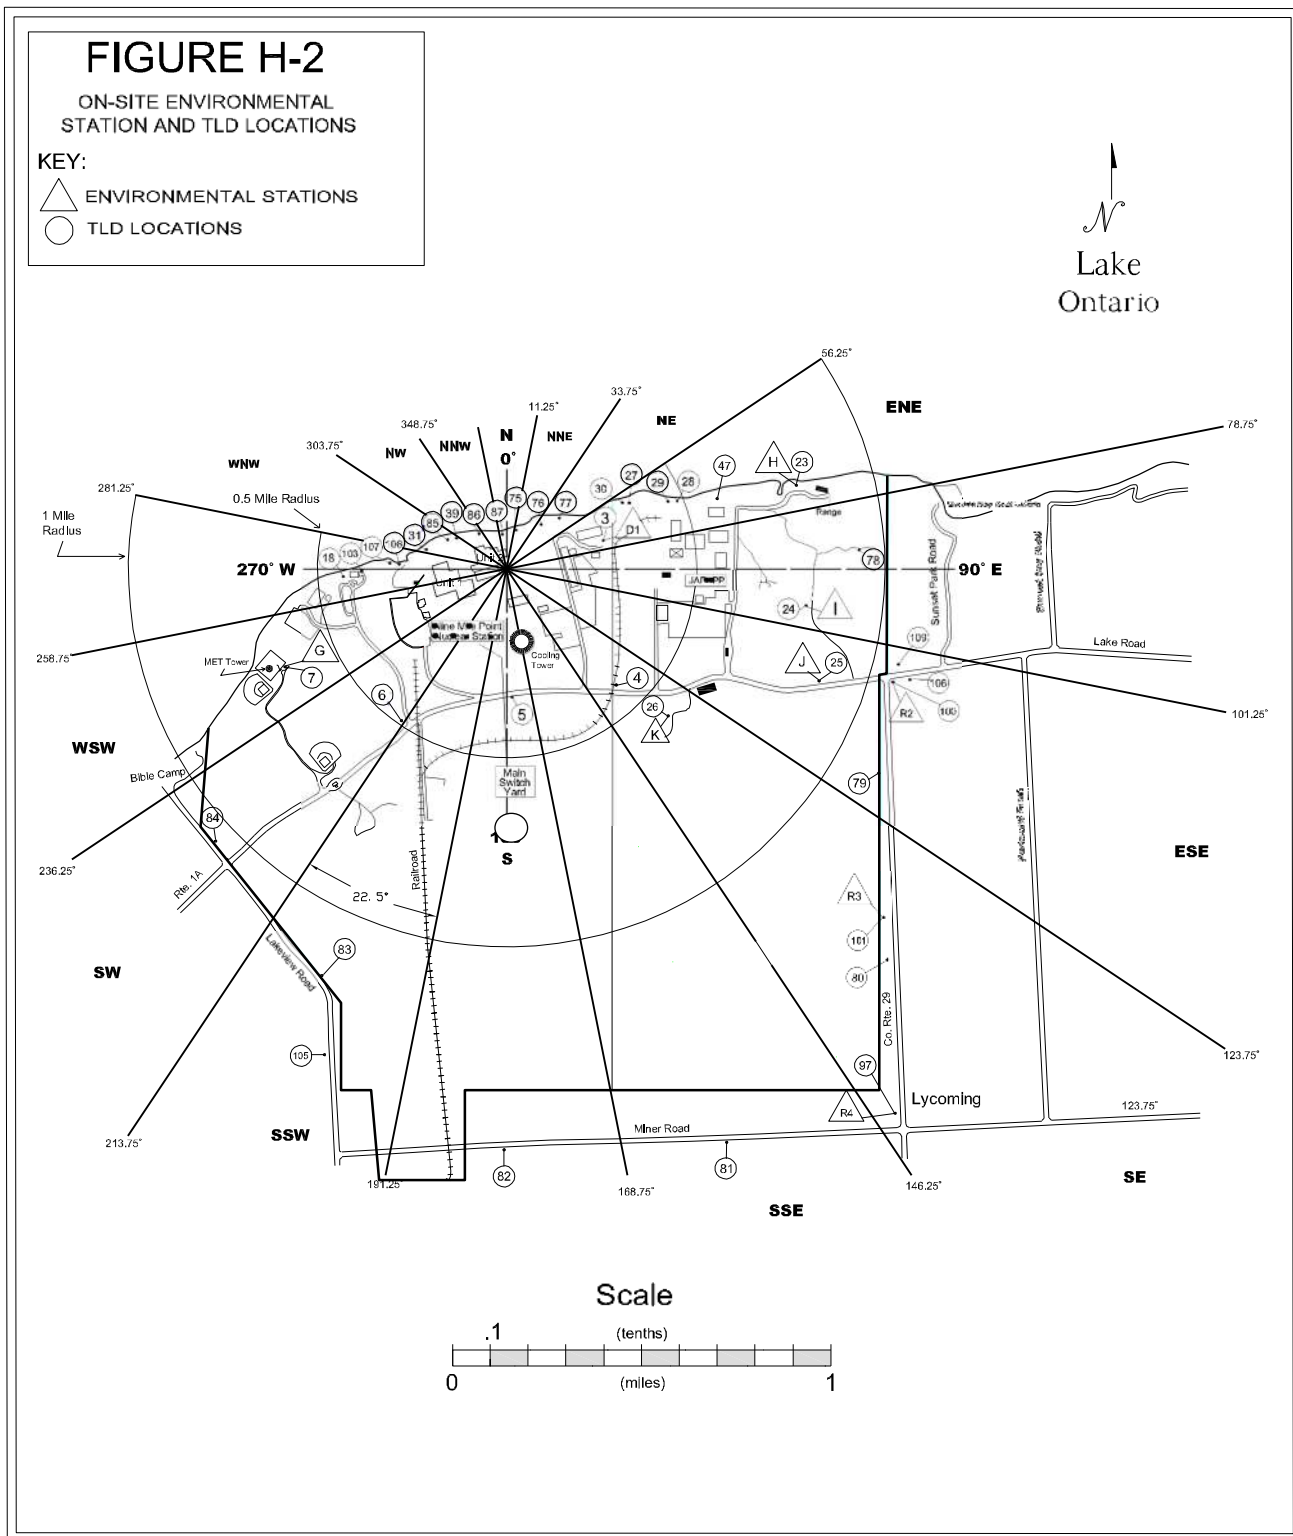 FIGURE H-2
ON-SITE ENVIRONMENTAL
STATION AND TLD LOCATIONS
KEY:
ENVIRONMENTAL STATIONS
TLD LOCATIONS
N
Lake
Ontario
56.25°
33.75°
11.25°
348.75°
303.75°
281.25°
78.75°
ENE
NE
NNE
N
0°
NNW
NW
WNW
0.5 Mile Radius
1 Mile
Radius
H
23
47
28
29
27
30
77
76
75
87
86
39
85
31
106
107
103
18
3
D1
Range
Unit
270° W
90° E
78
24
I
Nine Mile Point
Nuclear Station
Cooling
Tower
Sunset Park Road
109
Lake Road
258.75°
MET Tower
G
7
6
5
4
26
K
J
25
R2
106
100
101.25°
WSW
Bible Camp
84
Main
Switch
Yard
S
79
236.25°
Rte. 1A
22.5°
Railroad
ESE
R3
101
80
SW
Lakeview Road
83
105
Co. Rte. 29
97
R4
Lycoming
123.75°
123.75°
213.75°
SSW
Miner Road
191.25°
82
81
168.75°
146.25°
SE
SSE
Scale
.1
(tenths)
0
(miles)
1